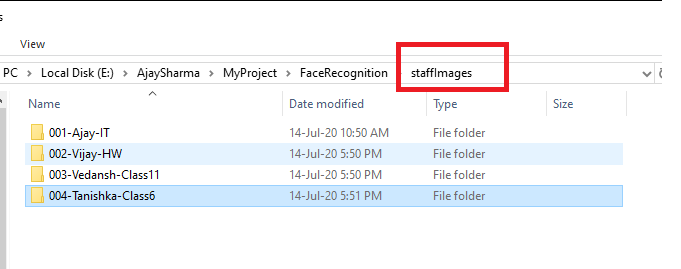 s
View
PC > Local Disk (E:) > AjaySharma > MyProject > FaceRecognition > staffImages
Name Date modified Type Size
001-Ajay-IT 14-Jul-20 10:50 AM File folder
002-Vijay-HW 14-Jul-20 5:50 PM File folder
003-Vedansh-Class11 14-Jul-20 5:50 PM File folder
004-Tanishka-Class6 14-Jul-20 5:51 PM File folder